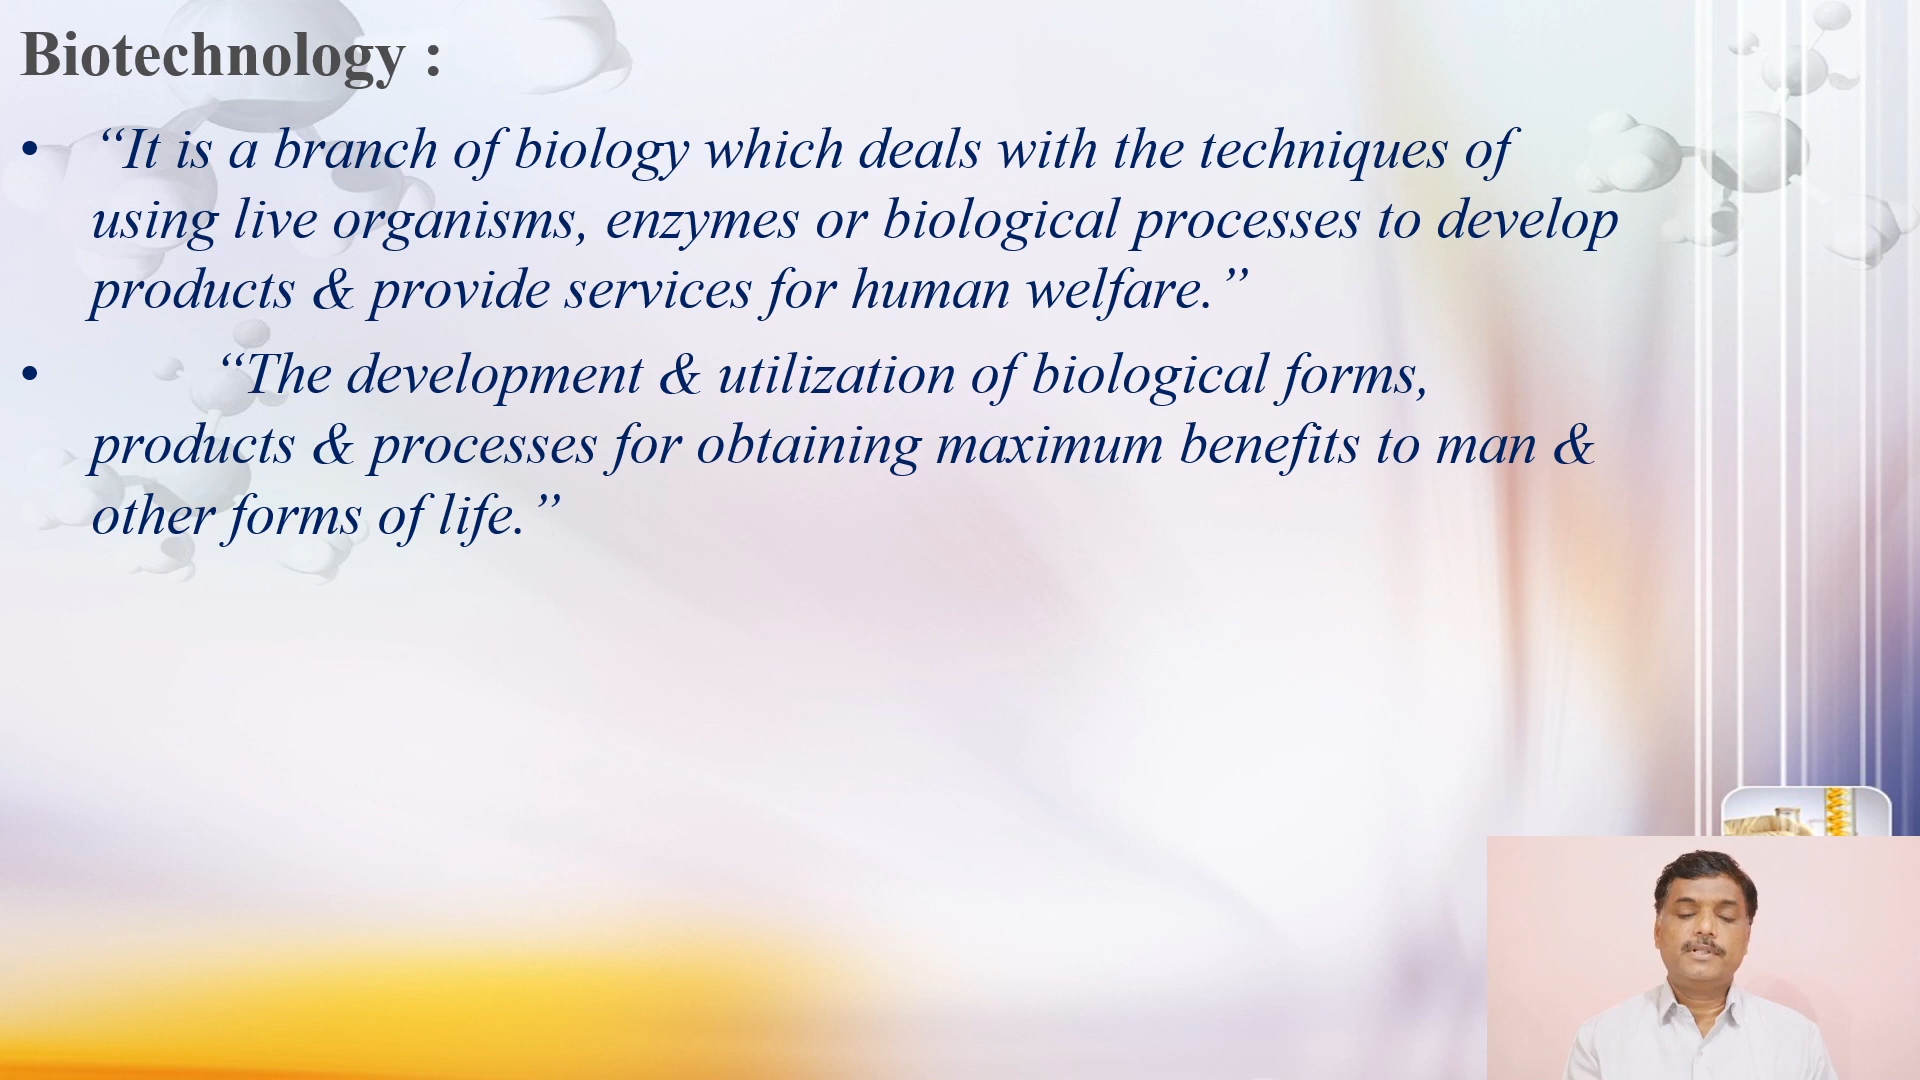 Biotechnology :
• “It is a branch of biology which deals with the techniques of
using live organisms, enzymes or biological processes to develop
products & provide services for human welfare.”
• “The development & utilization of biological forms,
products & processes for obtaining maximum benefits to man &
other forms of life.”